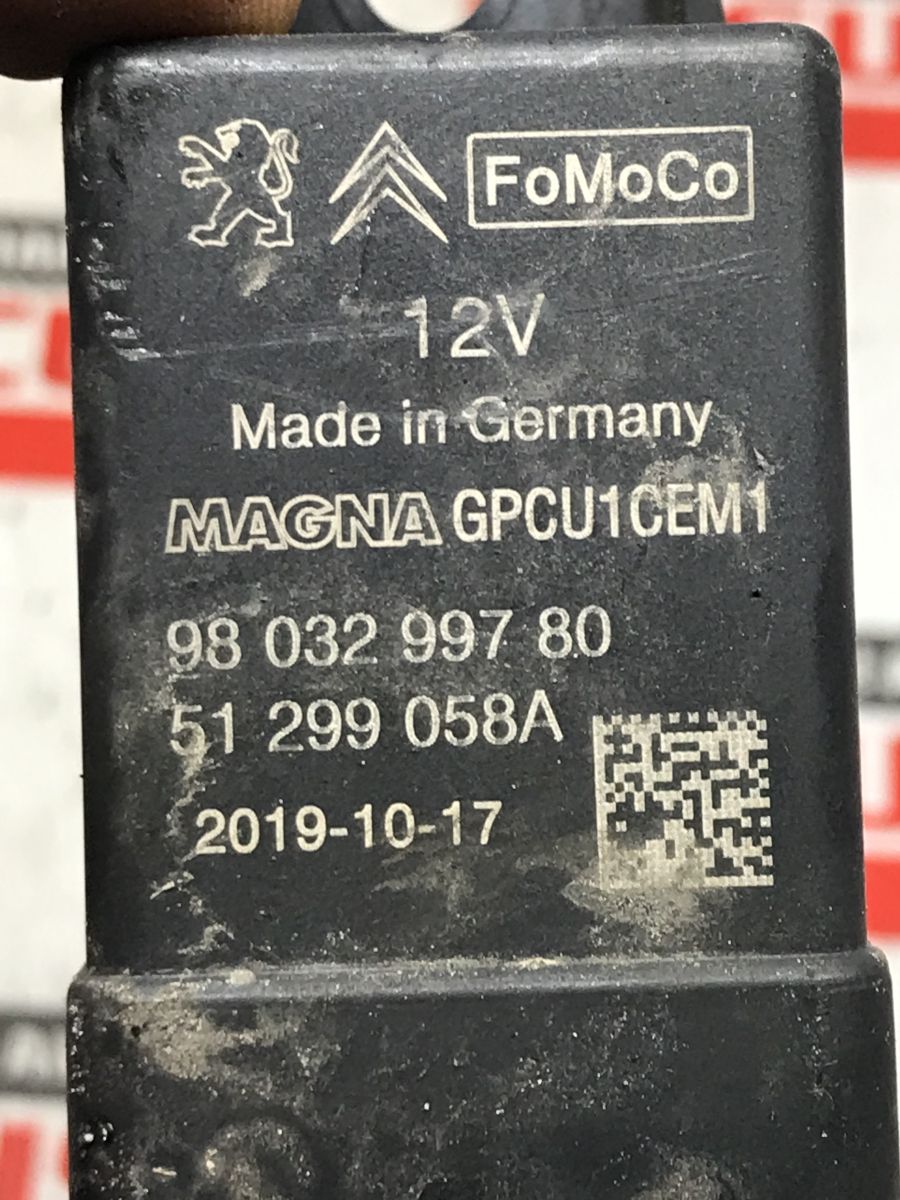 FoMoCo
12V
Made in Germany
MAGNA GPCU1CEM1
98 032 997 80
51 299 058A
2019-10-17